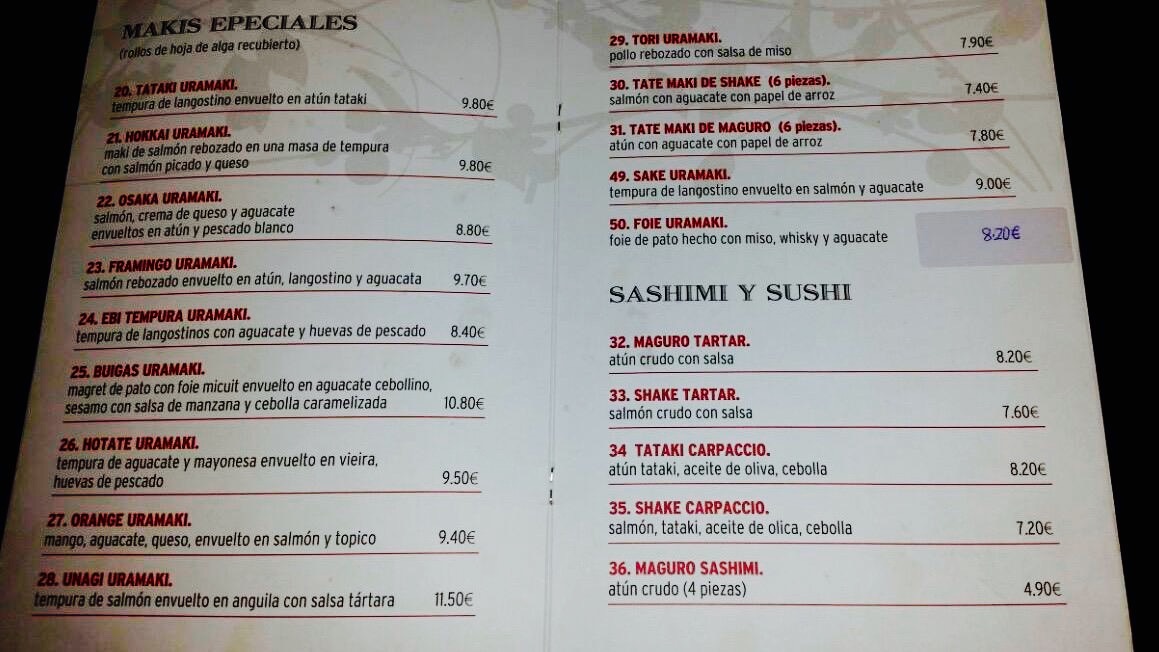 MAKIS EPECIALES
(rollos de hoja de alga recubierto)
20. TATAKI URAMAKI.
tempura de langostino envuelto en atún tataki 9.80€
21. HOKKAI URAMAKI.
maki de salmón rebozado en una masa de tempura
con salmón picado y queso 9.80€
22. OSAKA URAMAKI.
salmón, crema de queso y aguacate
envueltos en atún y pescado blanco 8.80€
23. FRAMINGO URAMAKI.
salmón rebozado envuelto en atún, langostino y aguacata 9.70€
24. EBI TEMPURA URAMAKI.
tempura de langostinos con aguacate y huevas de pescado 8.40€
25. BUIGAS URAMAKI.
magret de pato con foie micuit envuelto en aguacate cebollino,
sesamo con salsa de manzana y cebolla caramelizada 10.80€
26. HOTATE URAMAKI.
tempura de aguacate y mayonesa envuelto en vieira,
huevas de pescado 9.50€
27. ORANGE URAMAKI.
mango, aguacate, queso, envuelto en salmón y topico 9.40€
28. UNAGI URAMAKI.
tempura de salmón envuelto en anguila con salsa tártara 11.50€
29. TORI URAMAKI.
pollo rebozado con salsa de miso 7.90€
30. TATE MAKI DE SHAKE (6 piezas).
salmón con aguacate con papel de arroz 7.40€
31. TATE MAKI DE MAGURO (6 piezas).
atún con aguacate con papel de arroz 7.80€
49. SAKE URAMAKI.
tempura de langostino envuelto en salmón y aguacate 9.00€
50. FOIE URAMAKI.
foie de pato hecho con miso, whisky y aguacate 8.20€
SASHIMI Y SUSHI
32. MAGURO TARTAR.
atún crudo con salsa 8.20€
33. SHAKE TARTAR.
salmón crudo con salsa 7.60€
34 TATAKI CARPACCIO.
atún tataki, aceite de oliva, cebolla 8.20€
35. SHAKE CARPACCIO.
salmón, tataki, aceite de olica, cebolla 7.20€
36. MAGURO SASHIMI.
atún crudo (4 piezas) 4.90€